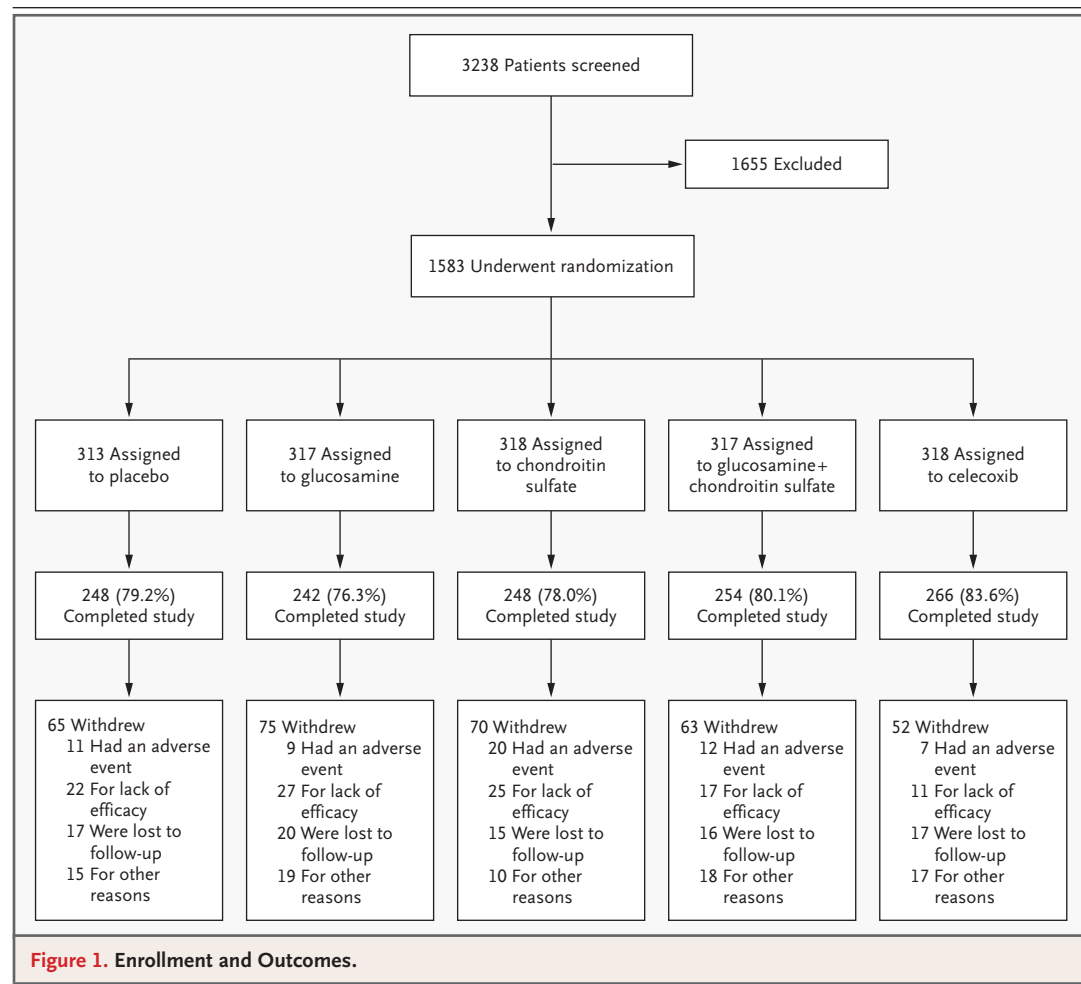 3238 Patients screened
1655 Excluded
1583 Underwent randomization
313 Assigned
to placebo
317 Assigned
to glucosamine
318 Assigned
to chondroitin
sulfate
317 Assigned
to glucosamine+
chondroitin sulfate
318 Assigned
to celecoxib
248 (79.2%)
Completed study
242 (76.3%)
Completed study
248 (78.0%)
Completed study
254 (80.1%)
Completed study
266 (83.6%)
Completed study
65 Withdrew
11 Had an adverse
event
22 For lack of
efficacy
17 Were lost to
follow-up
15 For other
reasons
75 Withdrew
9 Had an adverse
event
27 For lack of
efficacy
20 Were lost to
follow-up
19 For other
reasons
70 Withdrew
20 Had an adverse
event
25 For lack of
efficacy
15 Were lost to
follow-up
10 For other
reasons
63 Withdrew
12 Had an adverse
event
17 For lack of
efficacy
16 Were lost to
follow-up
18 For other
reasons
52 Withdrew
7 Had an adverse
event
11 For lack of
efficacy
17 Were lost to
follow-up
17 For other
reasons
Figure 1. Enrollment and Outcomes.